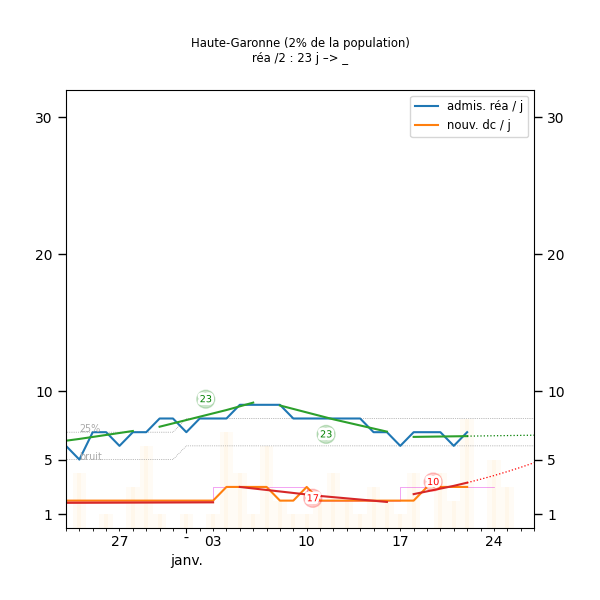 Haute-Garonne (2% de la population)
réa /2 : 23 j –> _
admis. réa / j
nouv. dc / j
30 30
20 20
10 10
23
25%
23
bruit
5 5
10
17
1 1
27 - 03 10 17 24
janv.